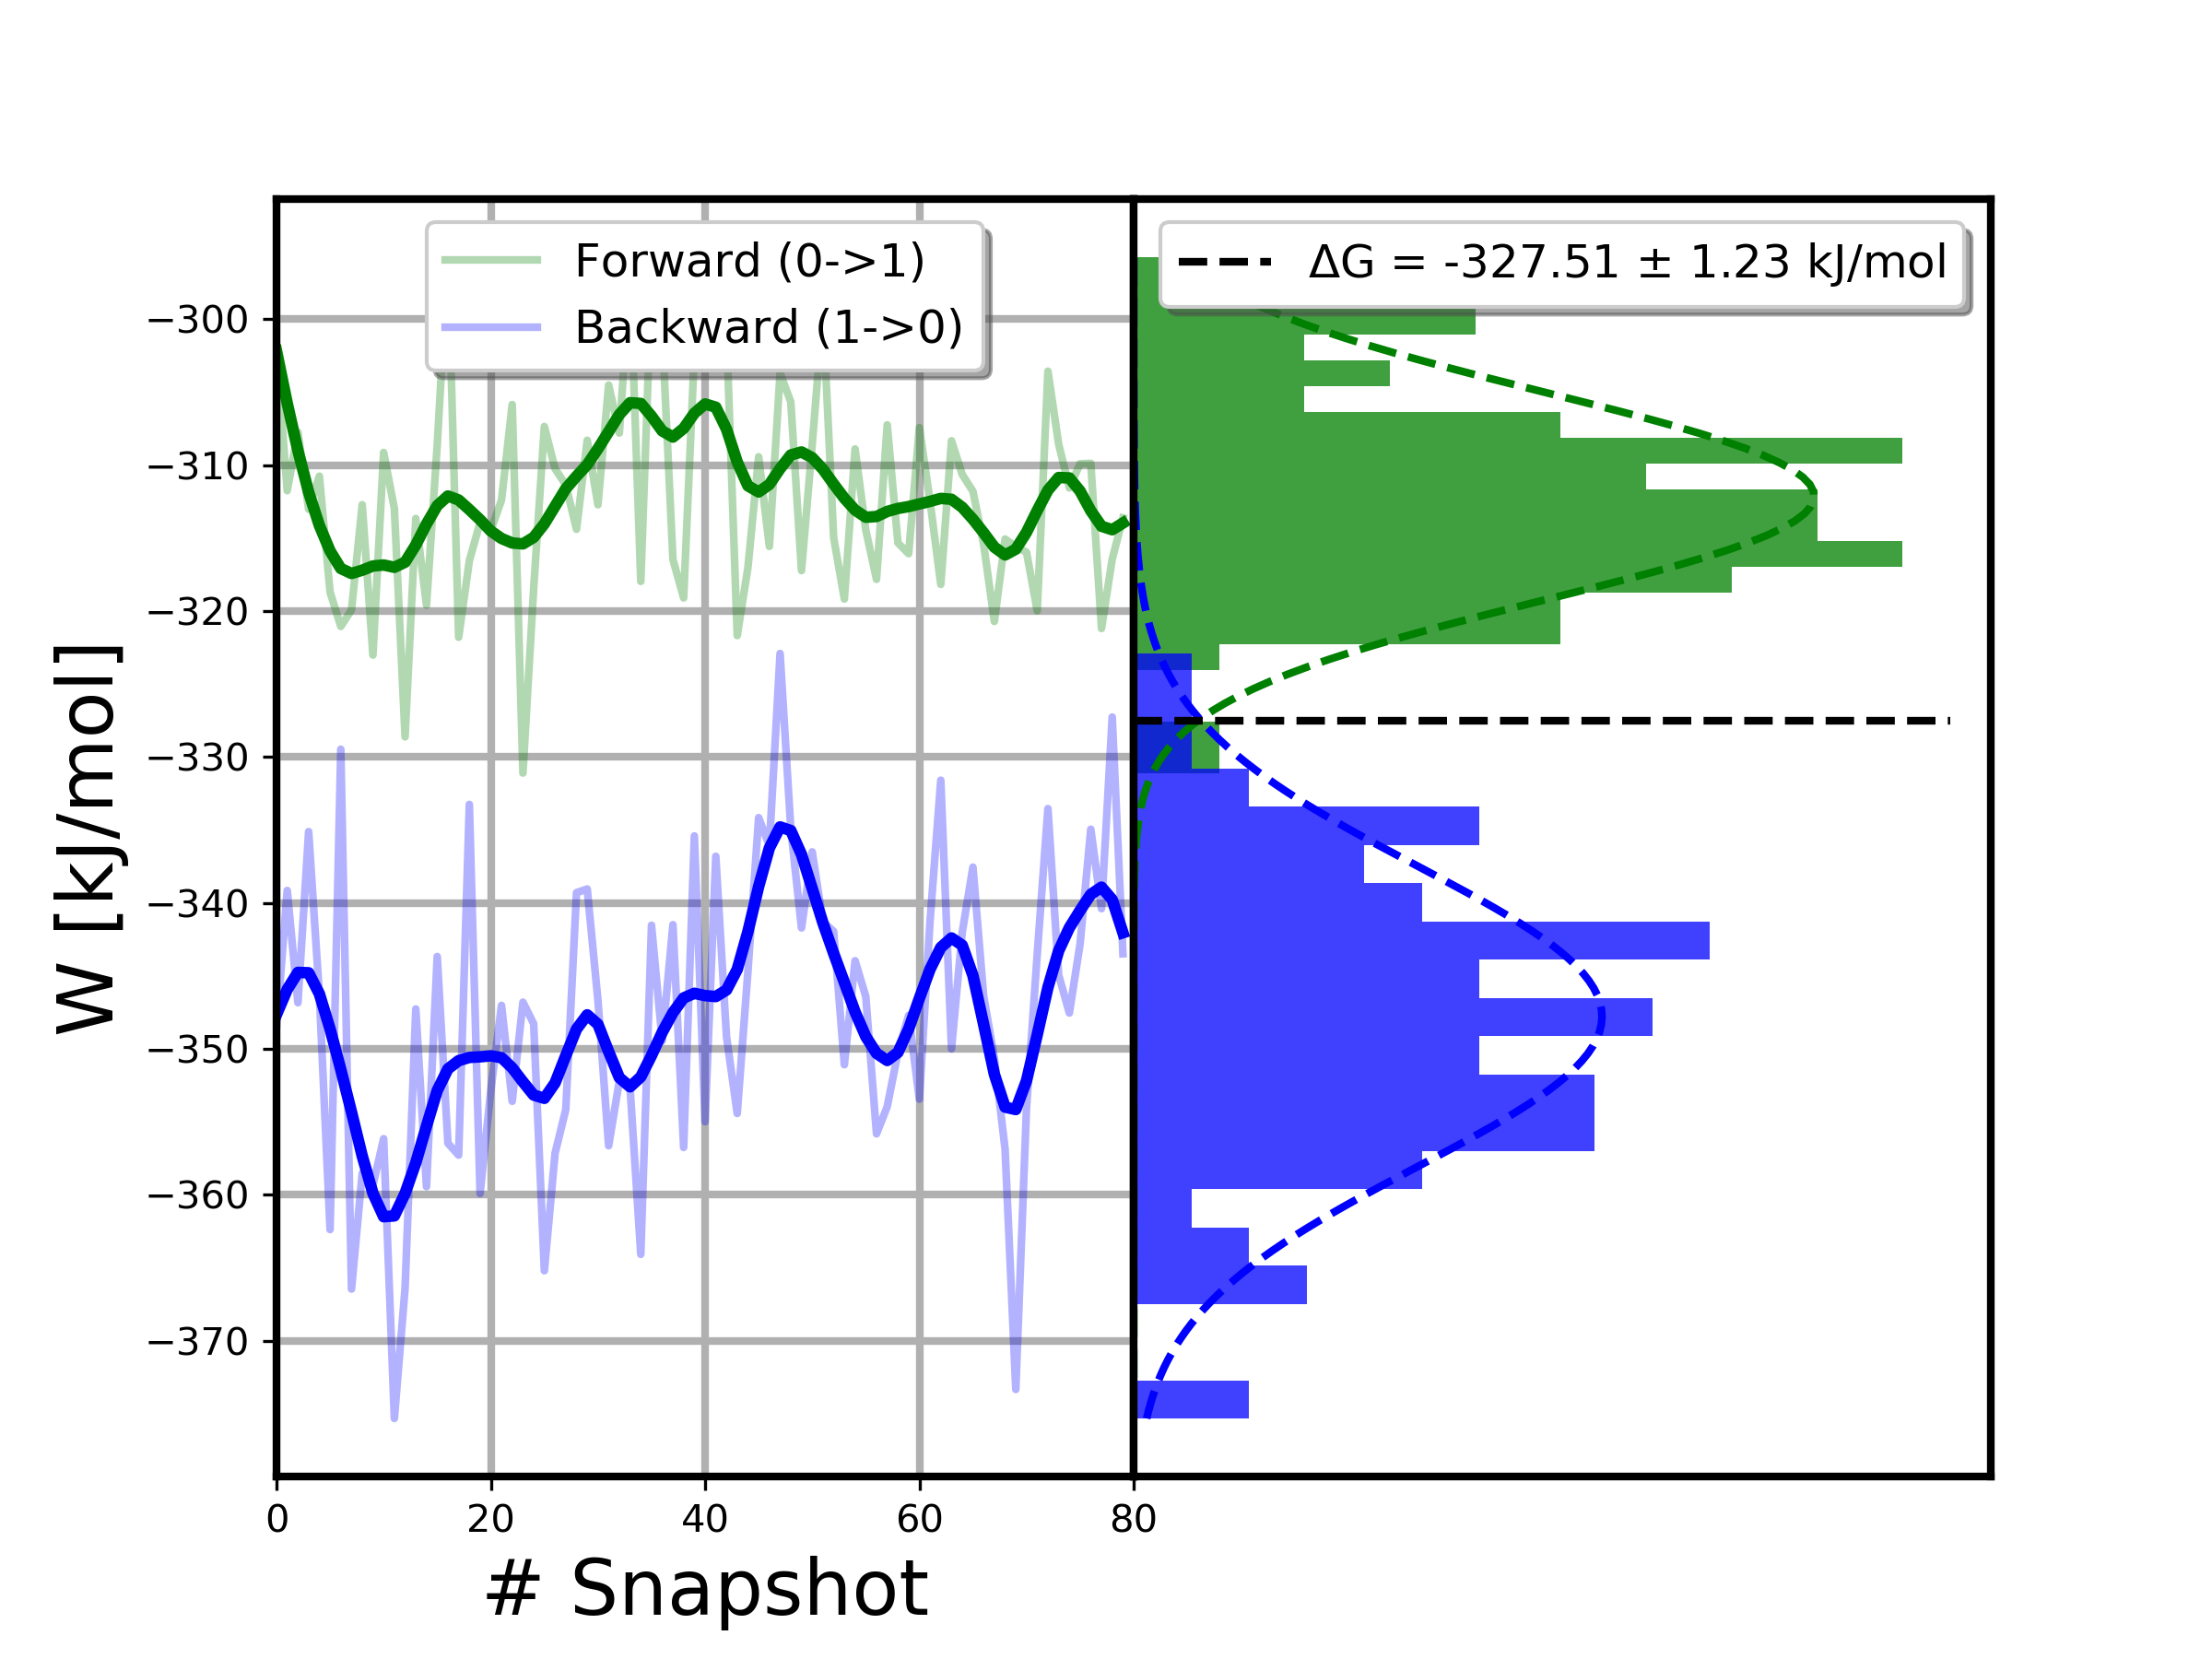 Forward (0->1)
Backward (1->0)
ΔG = -327.51 ± 1.23 kJ/mol
W [kJ/mol]
−300
−310
−320
−330
−340
−350
−360
−370
0 20 40 60 80
# Snapshot